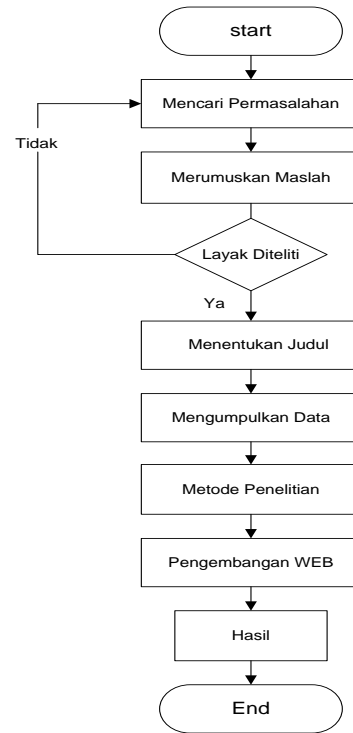 start
Mencari Permasalahan
Tidak
Merumuskan Maslah
Layak Diteliti
Ya
Menentukan Judul
Mengumpulkan Data
Metode Penelitian
Pengembangan WEB
Hasil
End